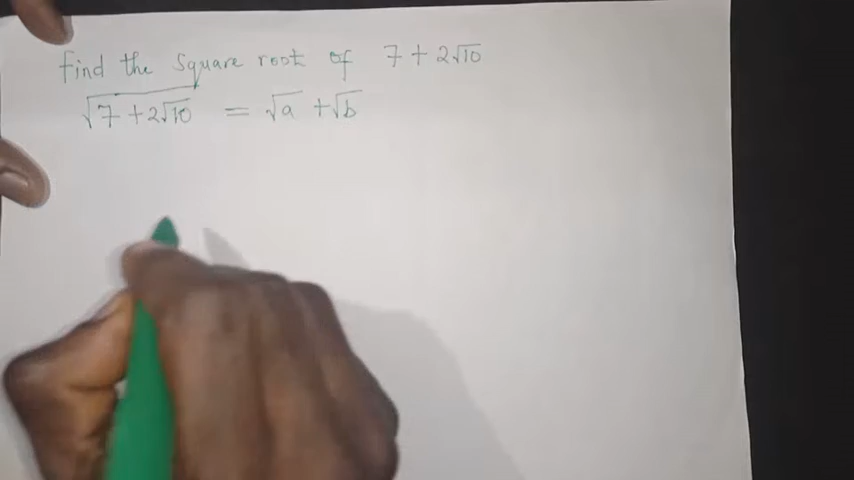 find the square root of 7 + 2√10
√(7 + 2√10) = √a + √b